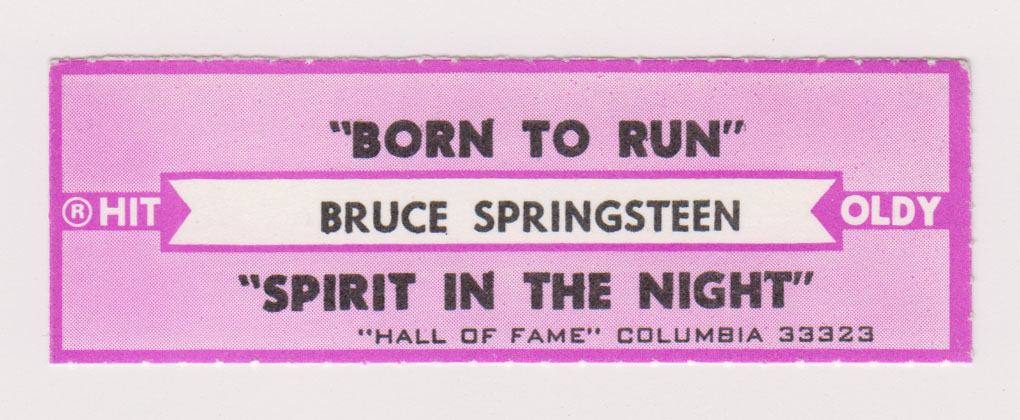 "BORN TO RUN"
® HIT BRUCE SPRINGSTEEN OLDY
"SPIRIT IN THE NIGHT"
"HALL OF FAME" COLUMBIA 33323